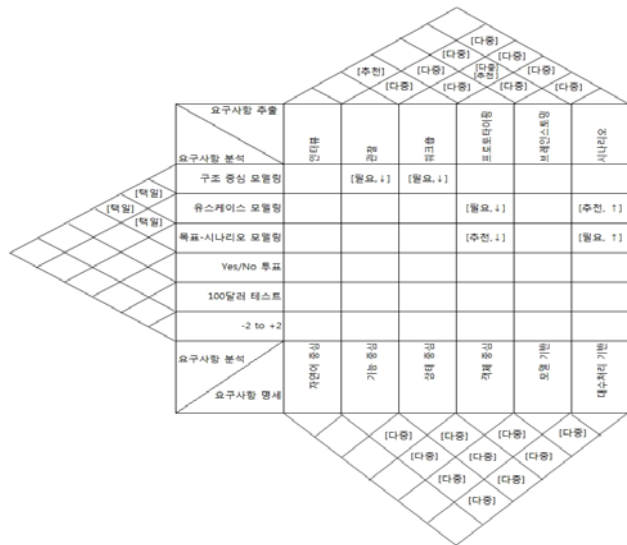 [다중]
[다중] [다중]
[다중] [다중] [다중]
[추천] [다중] [추천] [다중]
[다중] [다중] [다중] [다중]
요구사항 추출
요구사항 분석
인터뷰
관찰
워크숍
프로토타이핑
브레인스토밍
시나리오
구조 중심 모델링 [필요,↓] [필요,↓]
[택일]
[택일] 유스케이스 모델링 [필요,↓] [추천, ↑]
[택일] 목표-시나리오 모델링 [추천,↓] [필요, ↑]
Yes/No 투표
100달러 테스트
-2 to +2
요구사항 분석
요구사항 명세
자연어 중심
기능 중심
상태 중심
객체 중심
모델 기반
대수처리 기반
[다중] [다중] [다중]
[다중] [다중] [다중]
[다중] [다중]
[다중] [다중]